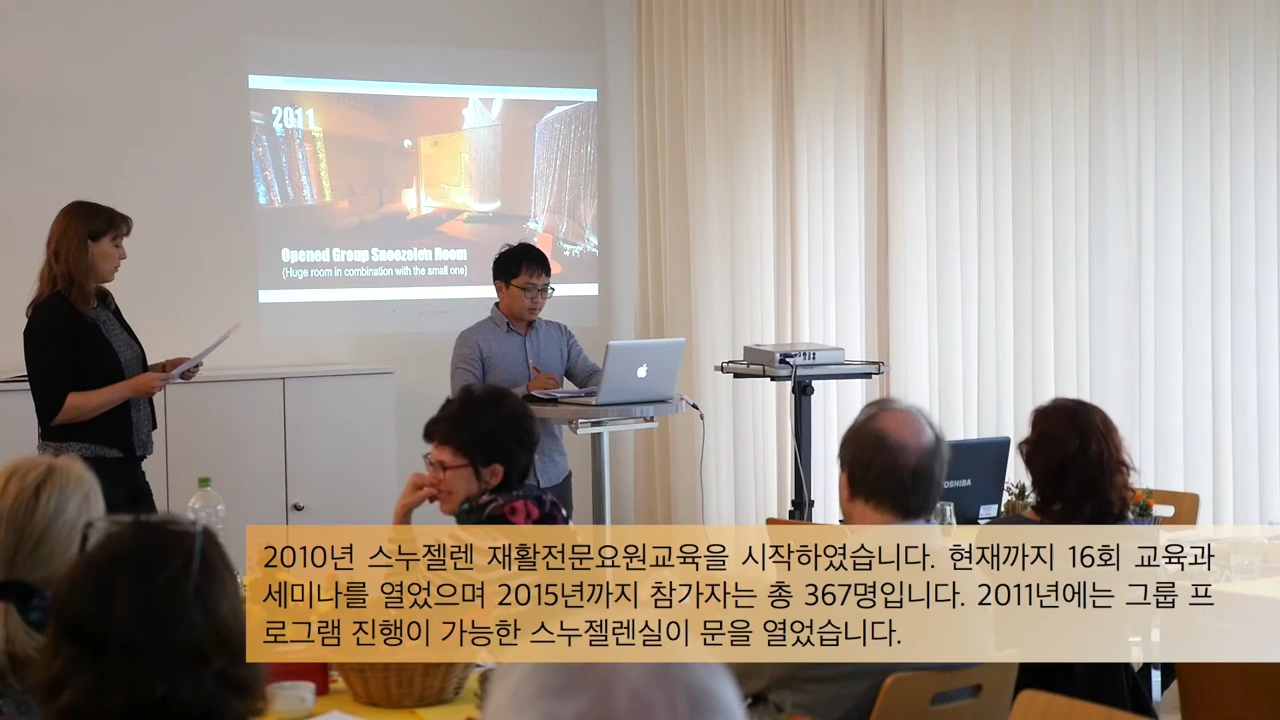 2011
Opened Group Snoezelen Room
(Huge room in combination with the small one)
TOSHIBA
2010년 스누젤렌 재활전문요원교육을 시작하였습니다. 현재까지 16회 교육과
세미나를 열었으며 2015년까지 참가자는 총 367명입니다. 2011년에는 그룹 프
로그램 진행이 가능한 스누젤렌실이 문을 열었습니다.